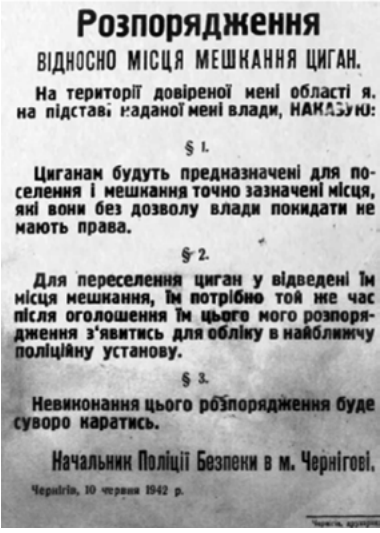 Розпорядження
ВІДНОСНО МІСЦЯ МЕШКАННЯ ЦИГАН.
На території довіреної мені області я,
на підставі наданої мені влади, НАКАЗУЮ:
§ 1.
Циганам будуть предназначені для по-
селення і мешкання точно зазначені місця,
які вони без дозволу влади покидати не
мають права.
§ 2.
Для переселення циган у відведені їм
місця мешкання, їм потрібно той же час
після оголошення їм цього мого розпоря-
дження з'явитись для обліку в найближчу
поліційну установу.
§ 3.
Невиконання цього розпорядження буде
суворо каратись.
Начальник Поліції Безпеки в м. Чернігові.
Чернігів, 10 червня 1942 р.
Чернігів,